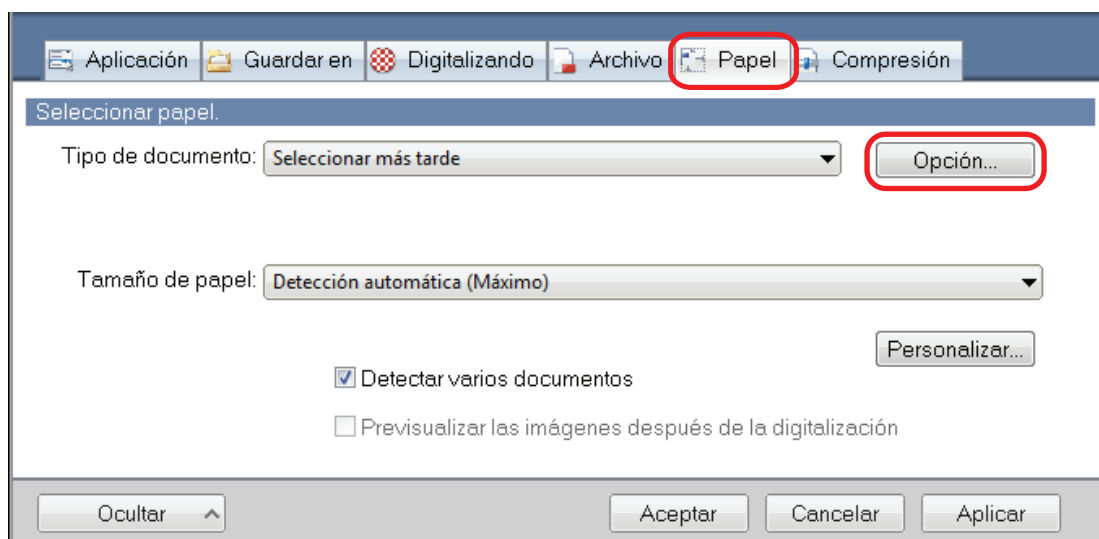 Aplicación Guardar en Digitalizando Archivo Papel Compresión
Seleccionar papel.
Tipo de documento: Seleccionar más tarde Opción...
Tamaño de papel: Detección automática (Máximo)
Personalizar...
Detectar varios documentos
Previsualizar las imágenes después de la digitalización
Ocultar Aceptar Cancelar Aplicar